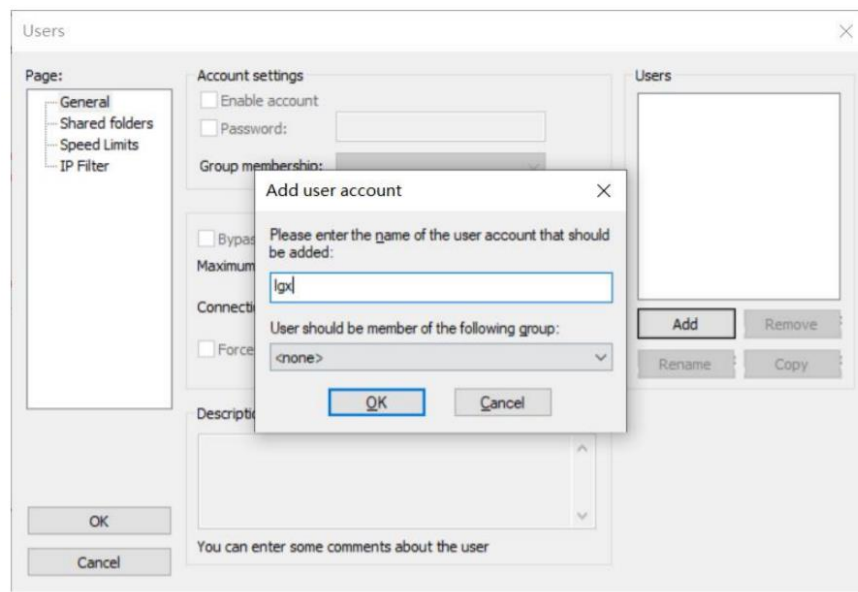 Users
Page:
General
Shared folders
Speed Limits
IP Filter
OK
Cancel
Account settings
Enable account
Password:
Group membership:
Maximum
Force
You can enter some comments about the user
Add user account
Please enter the name of the user account that should
be added:
lgx
User should be member of the following group:
<none>
OK
Cancel
Users
Add
Remove
Rename
Copy